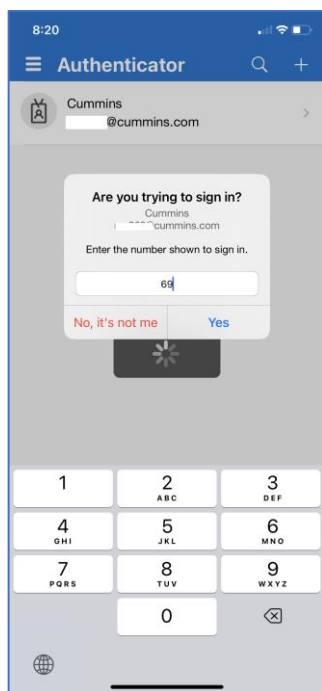 8:20
Authenticator
Cummins
@cummins.com
Are you trying to sign in?
Cummins
cummins.com
Enter the number shown to sign in.
69
No, it's not me
Yes
1
2
ABC
3
DEF
4
GHI
5
JKL
6
MNO
7
PQRS
8
TUV
9
WXYZ
0